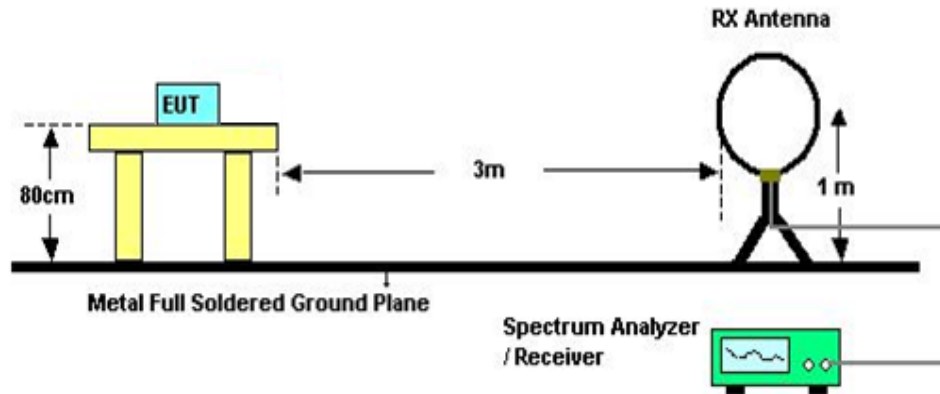 RX Antenna
EUT
3m
80cm
1 m
Metal Full Soldered Ground Plane
Spectrum Analyzer
/ Receiver